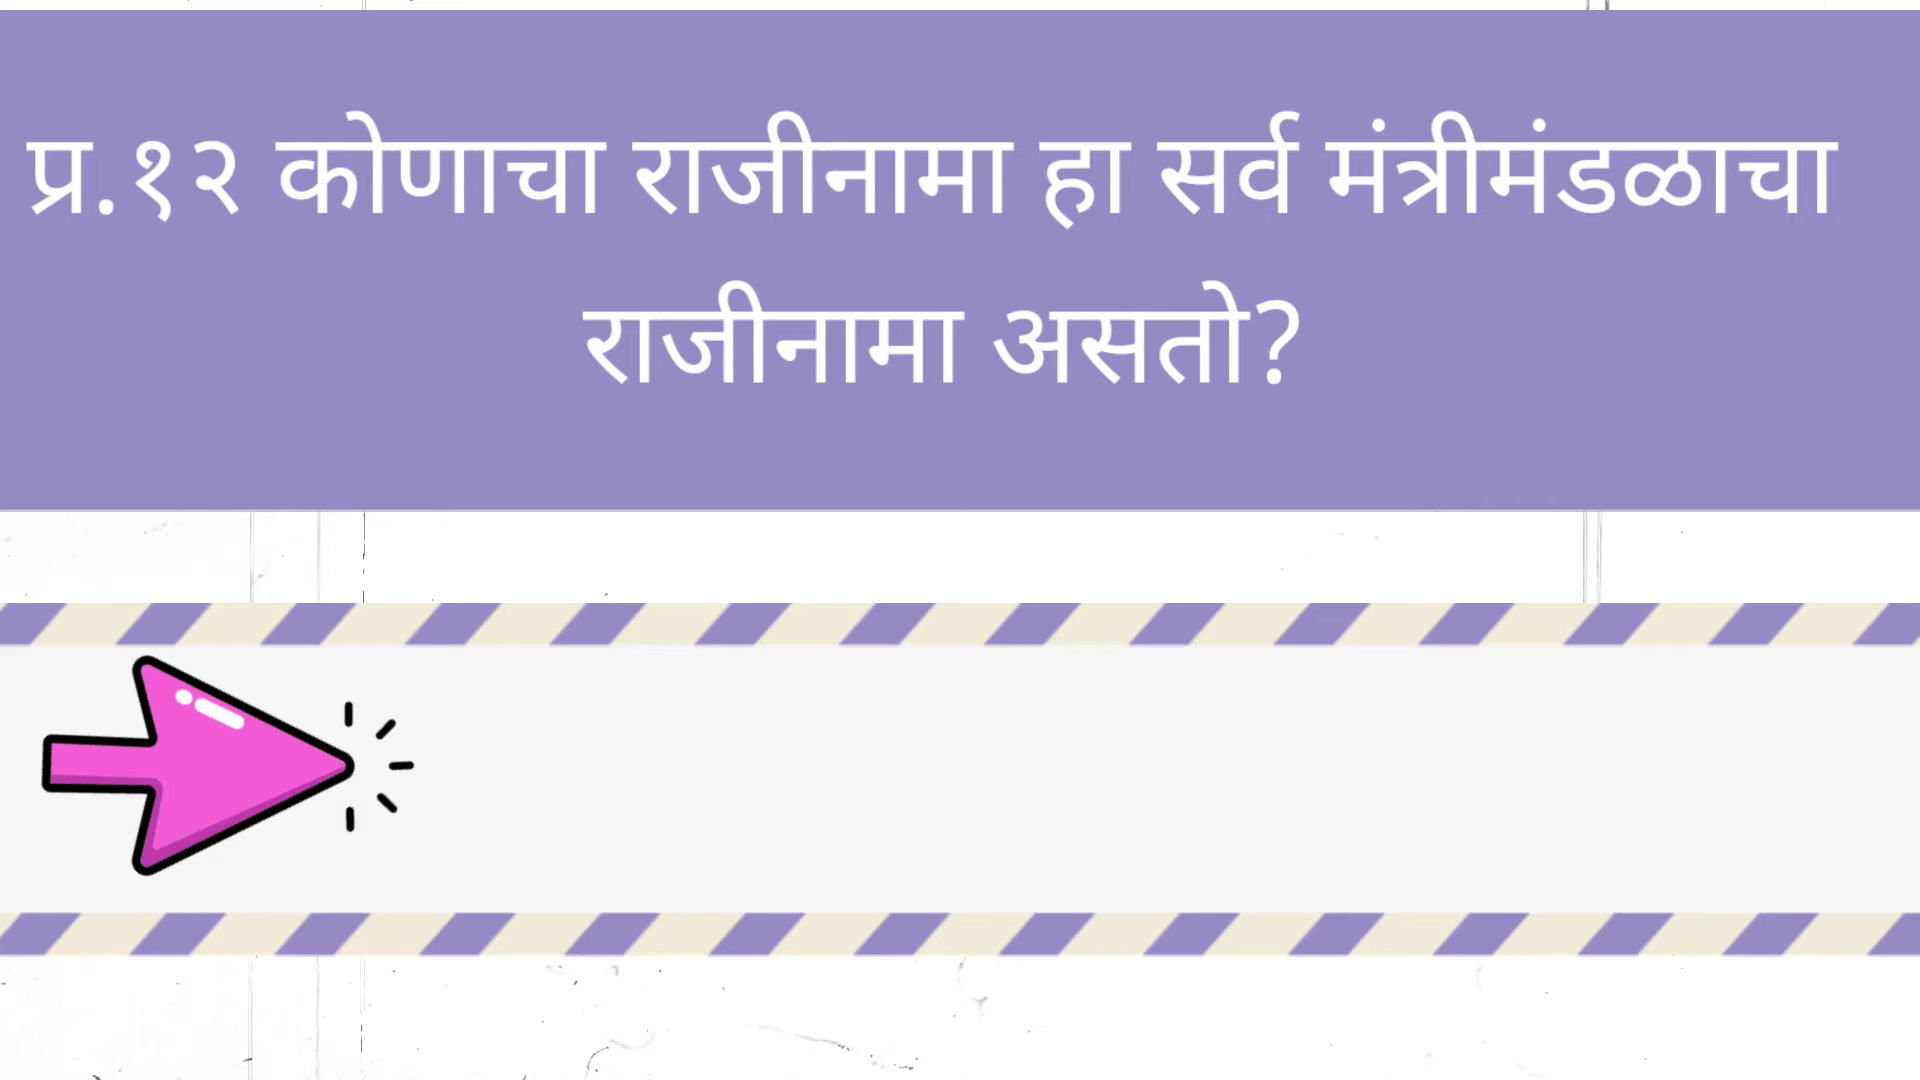 प्र.१२ कोणाचा राजीनामा हा सर्व मंत्रीमंडळाचा
राजीनामा असतो?